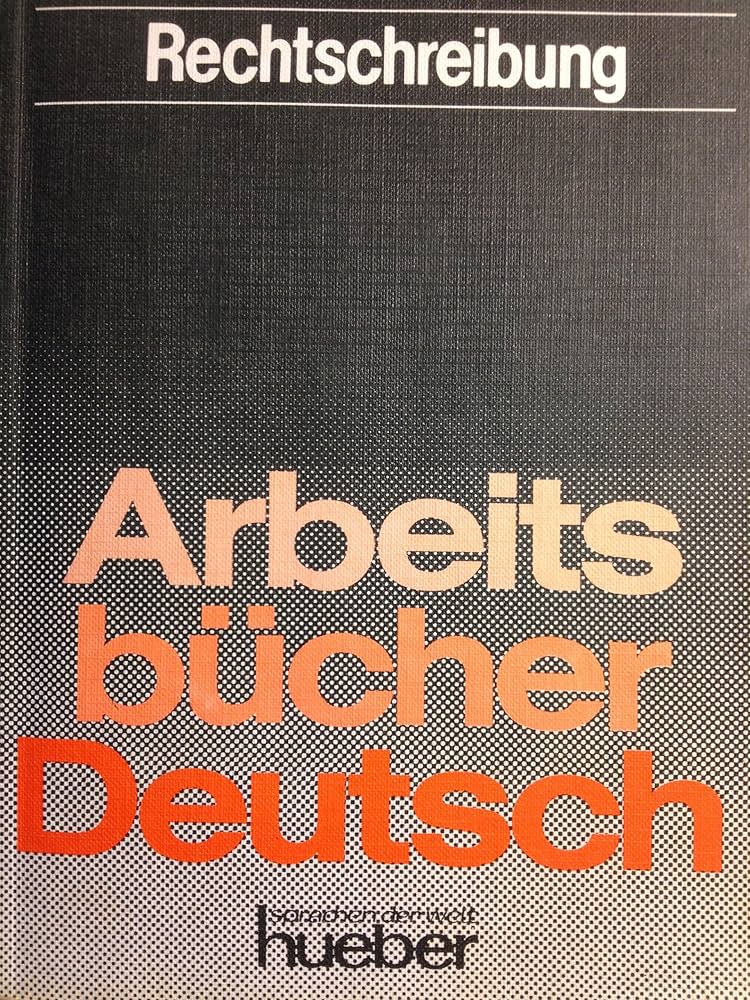 Rechtschreibung
Arbeits
bücher
Deutsch
sprachen der welt
hueber